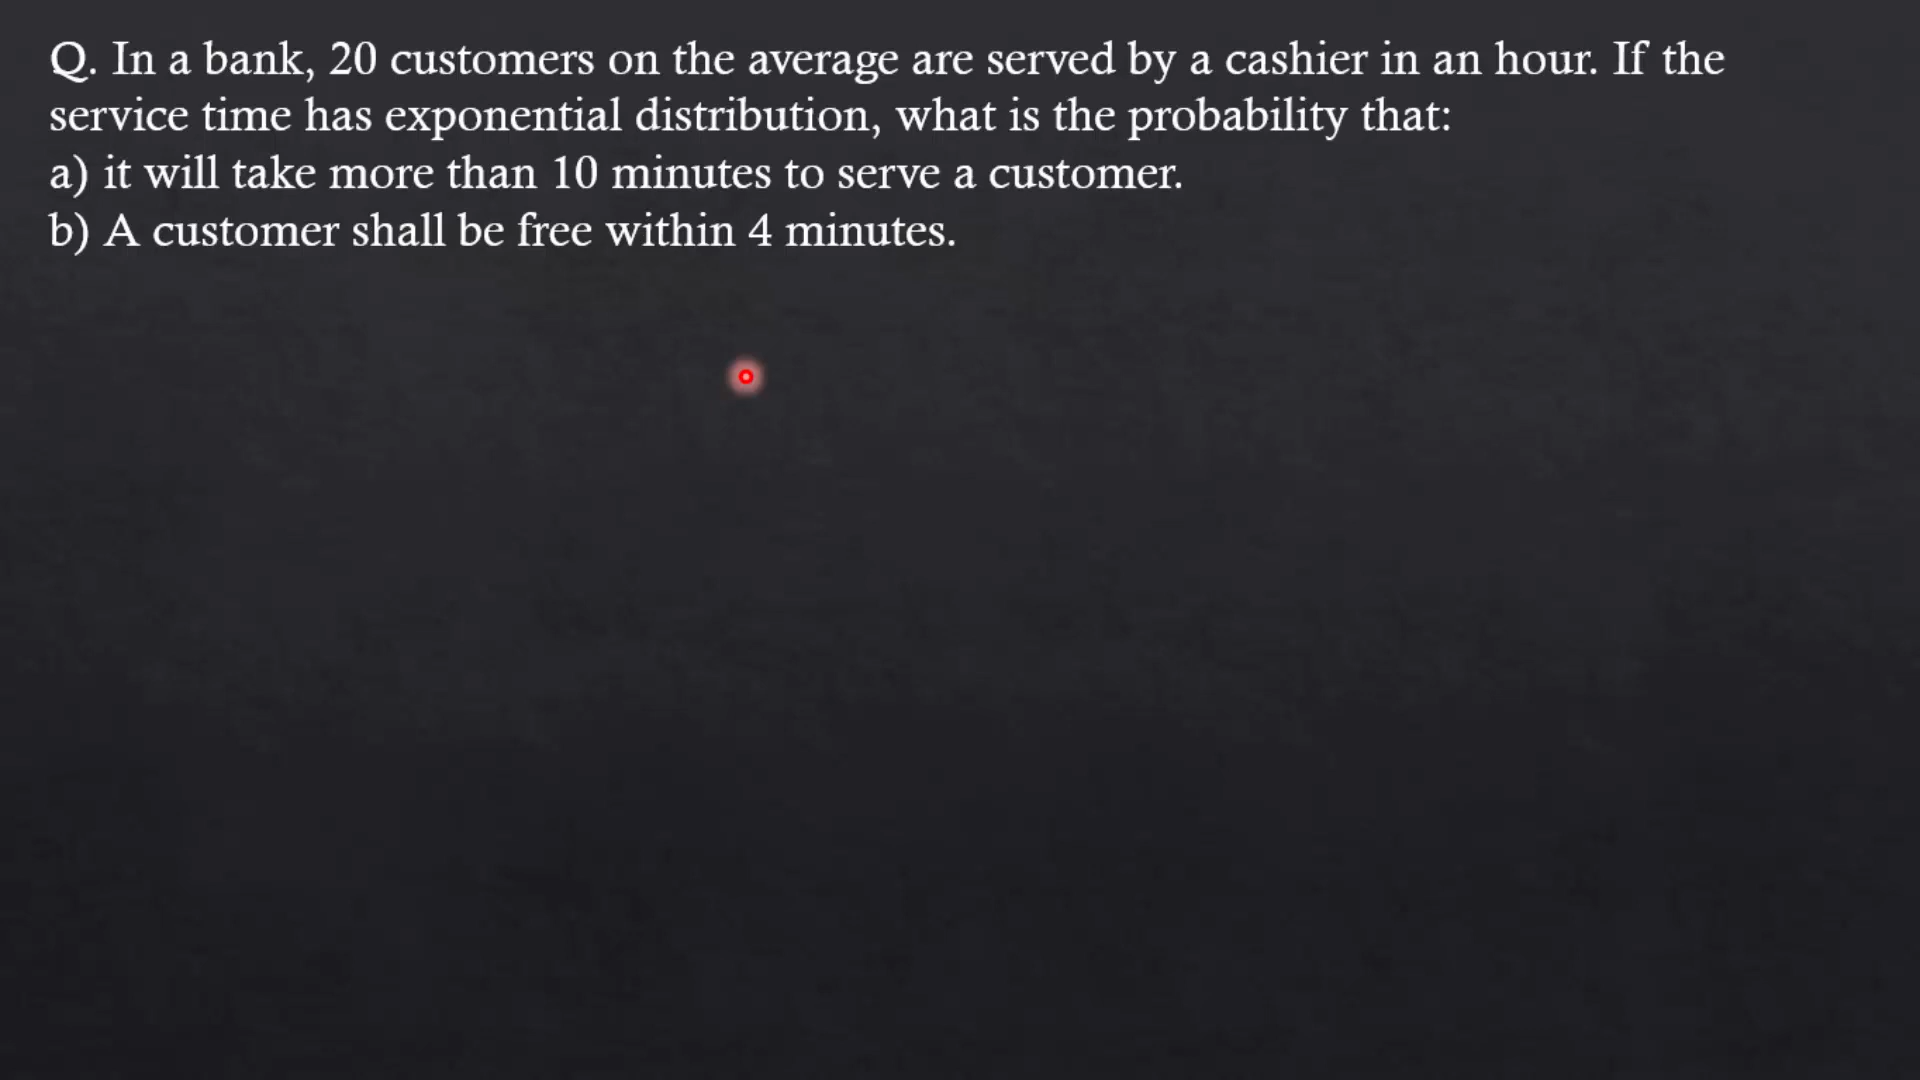 Q. In a bank, 20 customers on the average are served by a cashier in an hour. If the
service time has exponential distribution, what is the probability that:
a) it will take more than 10 minutes to serve a customer.
b) A customer shall be free within 4 minutes.